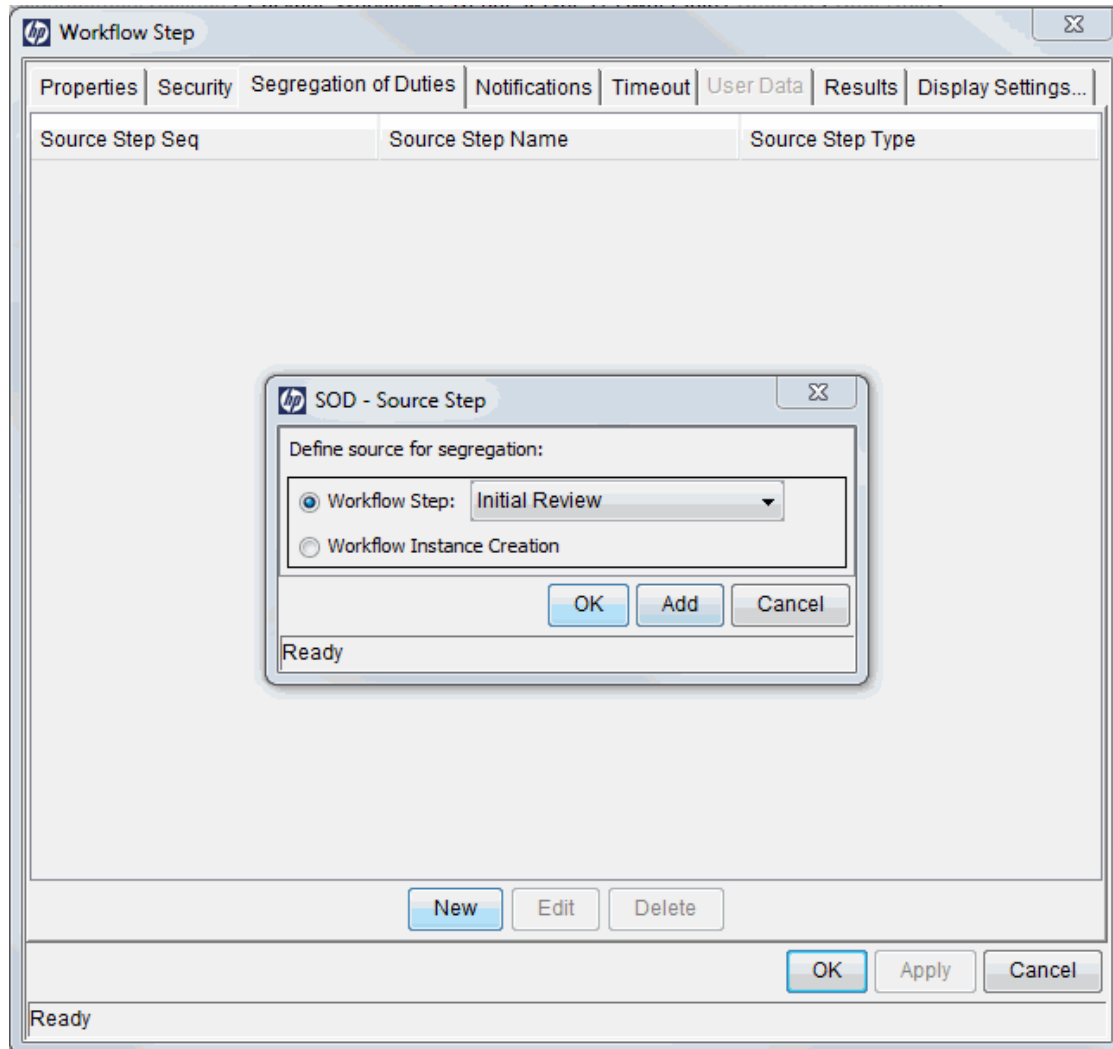 hp Workflow Step
Properties Security Segregation of Duties Notifications Timeout User Data Results Display Settings...
Source Step Seq Source Step Name Source Step Type
hp SOD - Source Step
Define source for segregation:
Workflow Step: Initial Review
Workflow Instance Creation
OK Add Cancel
Ready
New Edit Delete
OK Apply Cancel
Ready